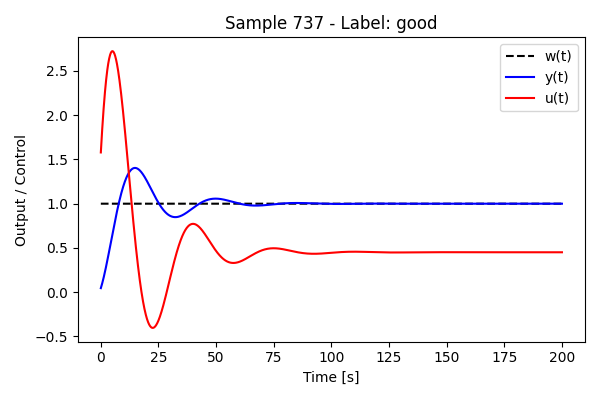 Sample 737 - Label: good
w(t)
y(t)
u(t)
Output / Control
2.5
2.0
1.5
1.0
0.5
0.0
−0.5
0 25 50 75 100 125 150 175 200
Time [s]